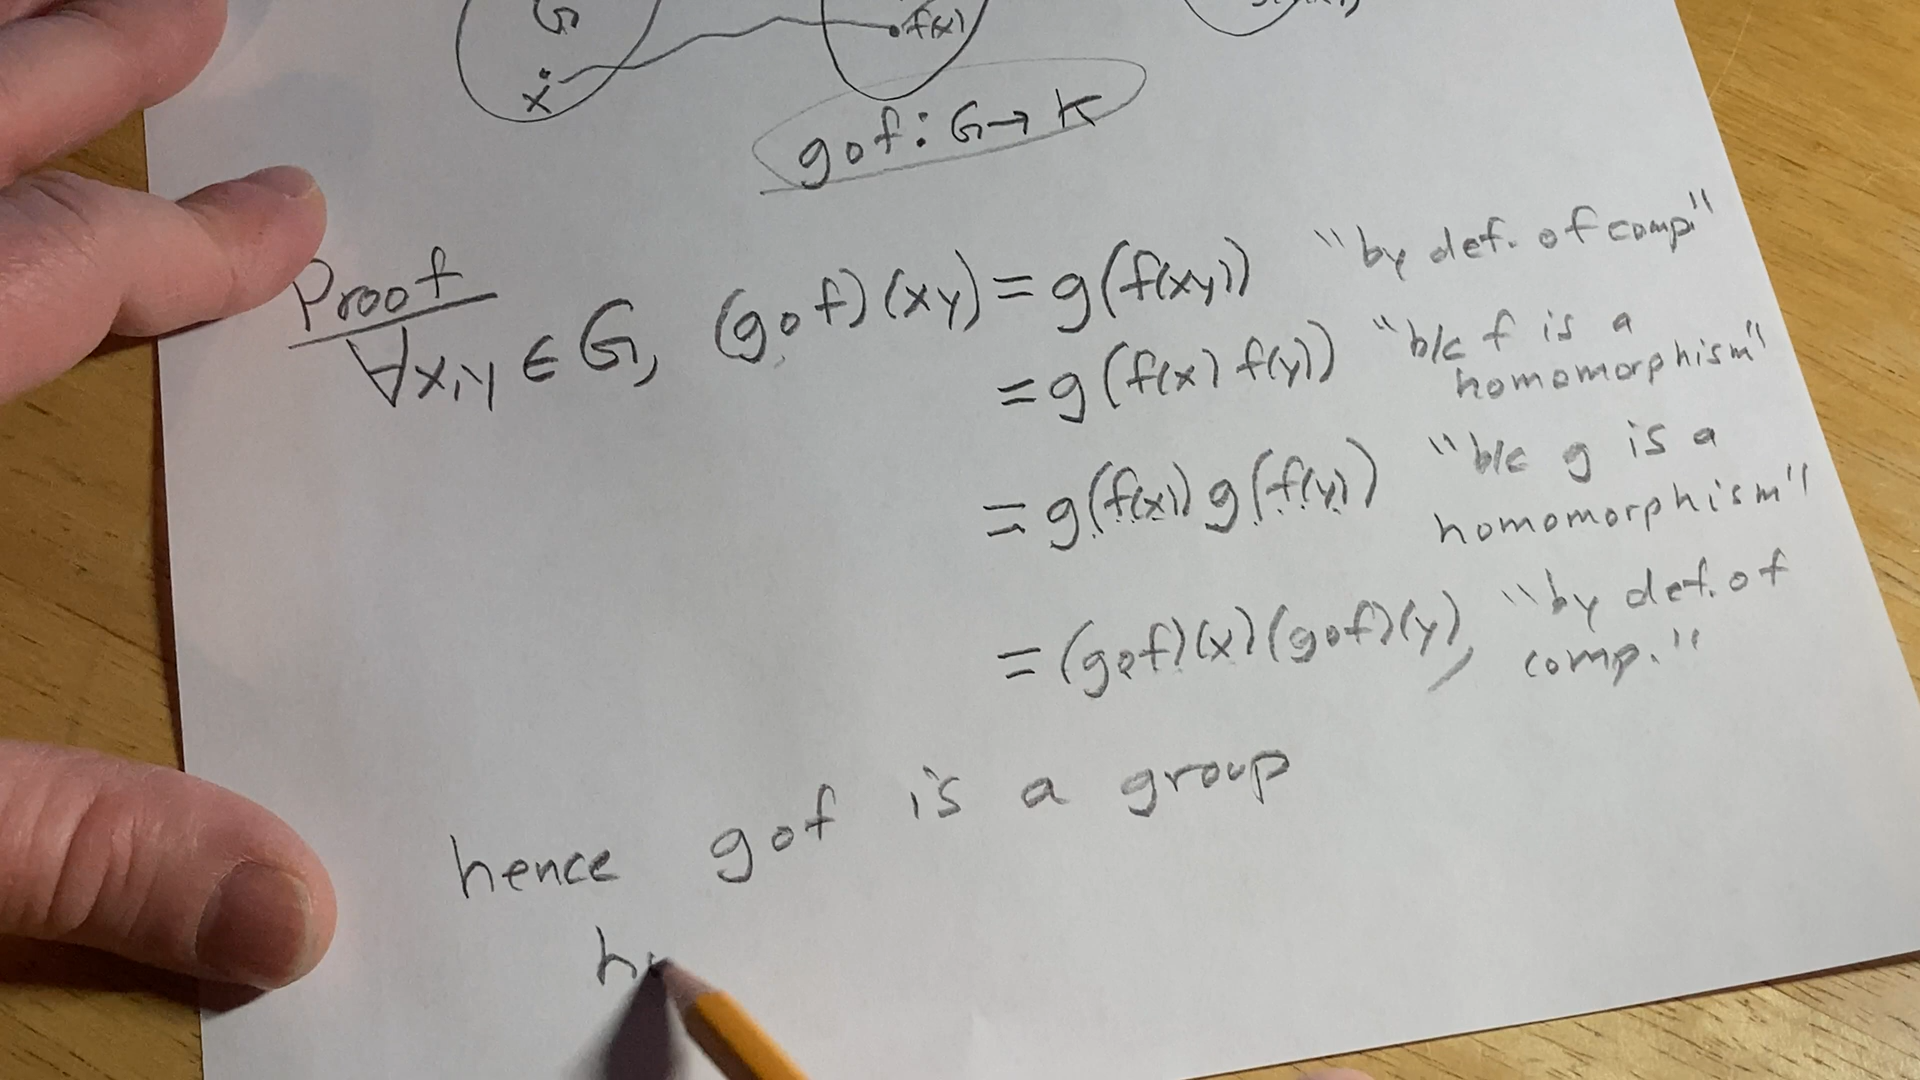 G
x
f(x)
g∘f: G→K
Proof
∀x,y ∈ G, (g∘f)(xy) = g(f(xy)) "by def. of comp"
= g(f(x) f(y)) "b/c f is a
homomorphism"
= g(f(x)) g(f(y)) "b/c g is a
homomorphism"
= (g∘f)(x)(g∘f)(y), "by def. of
comp."
hence g∘f is a group
h